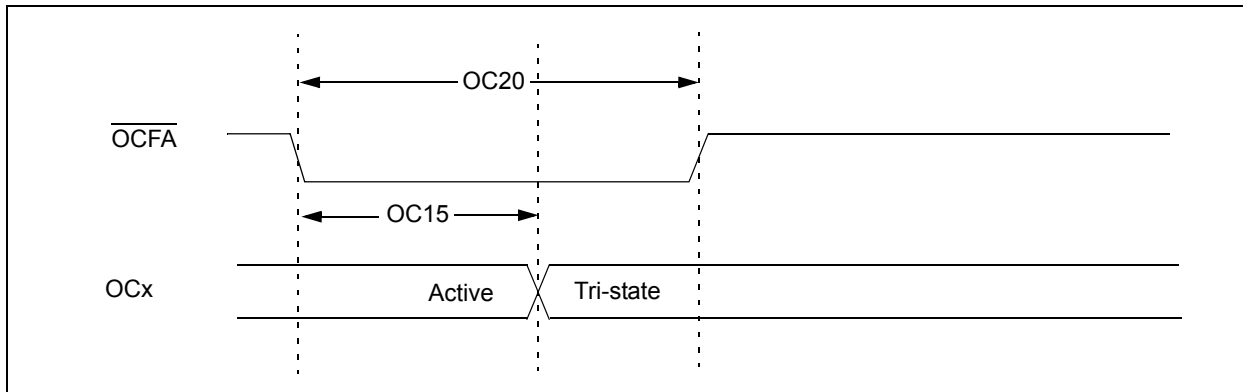 OC20
OCFA
OC15
OCx
Active
Tri-state